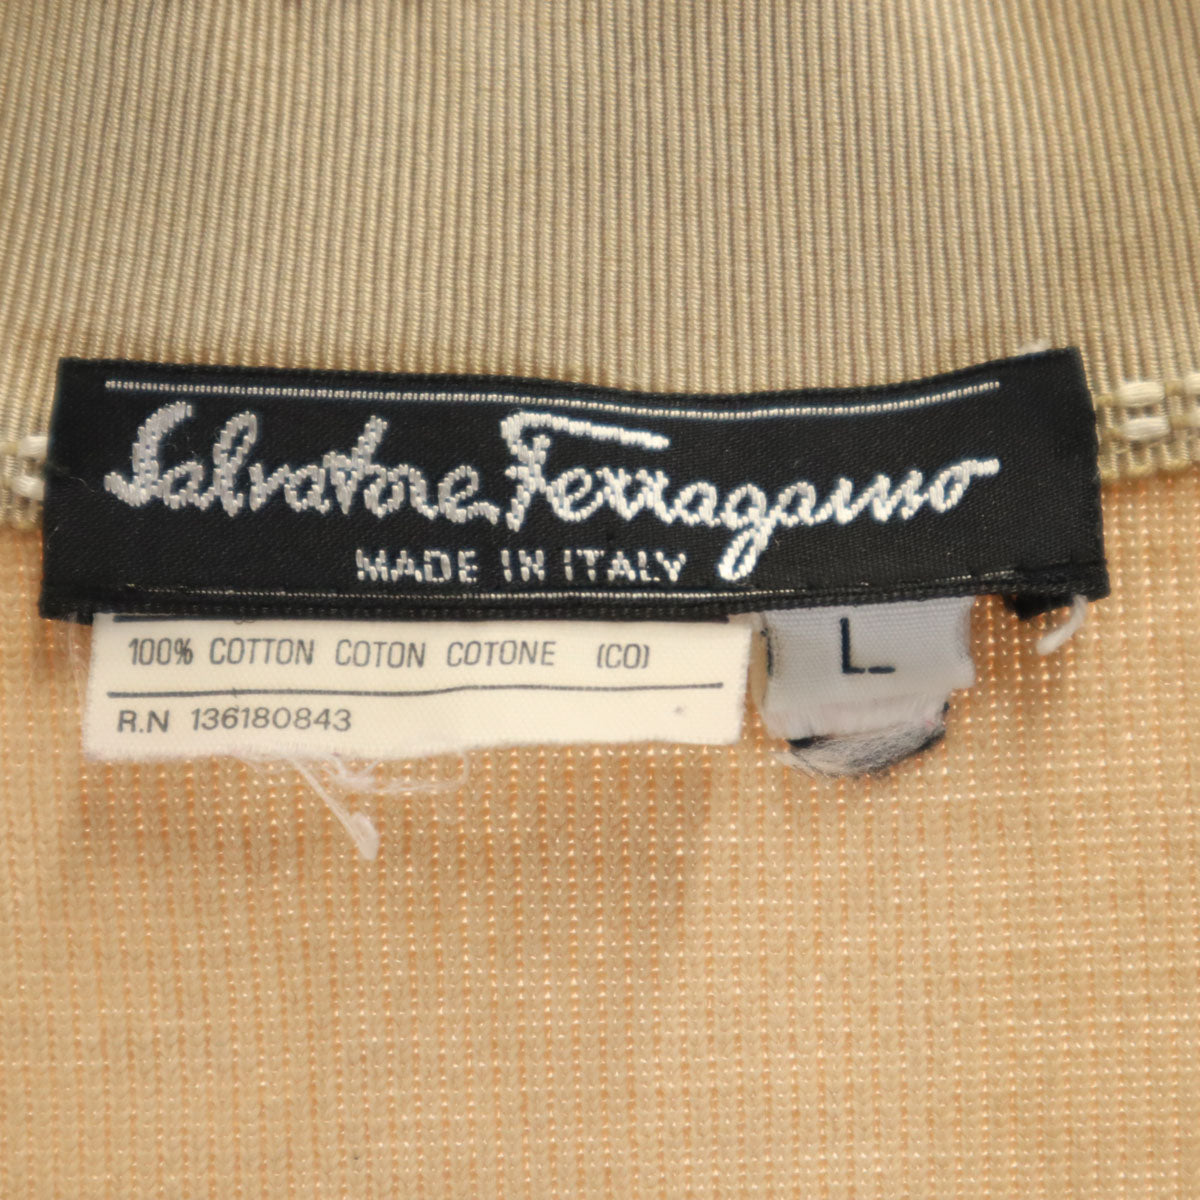 Salvatore Ferragamo
MADE IN ITALY
100% COTTON COTON COTONE (CO)
R.N 136180843
L